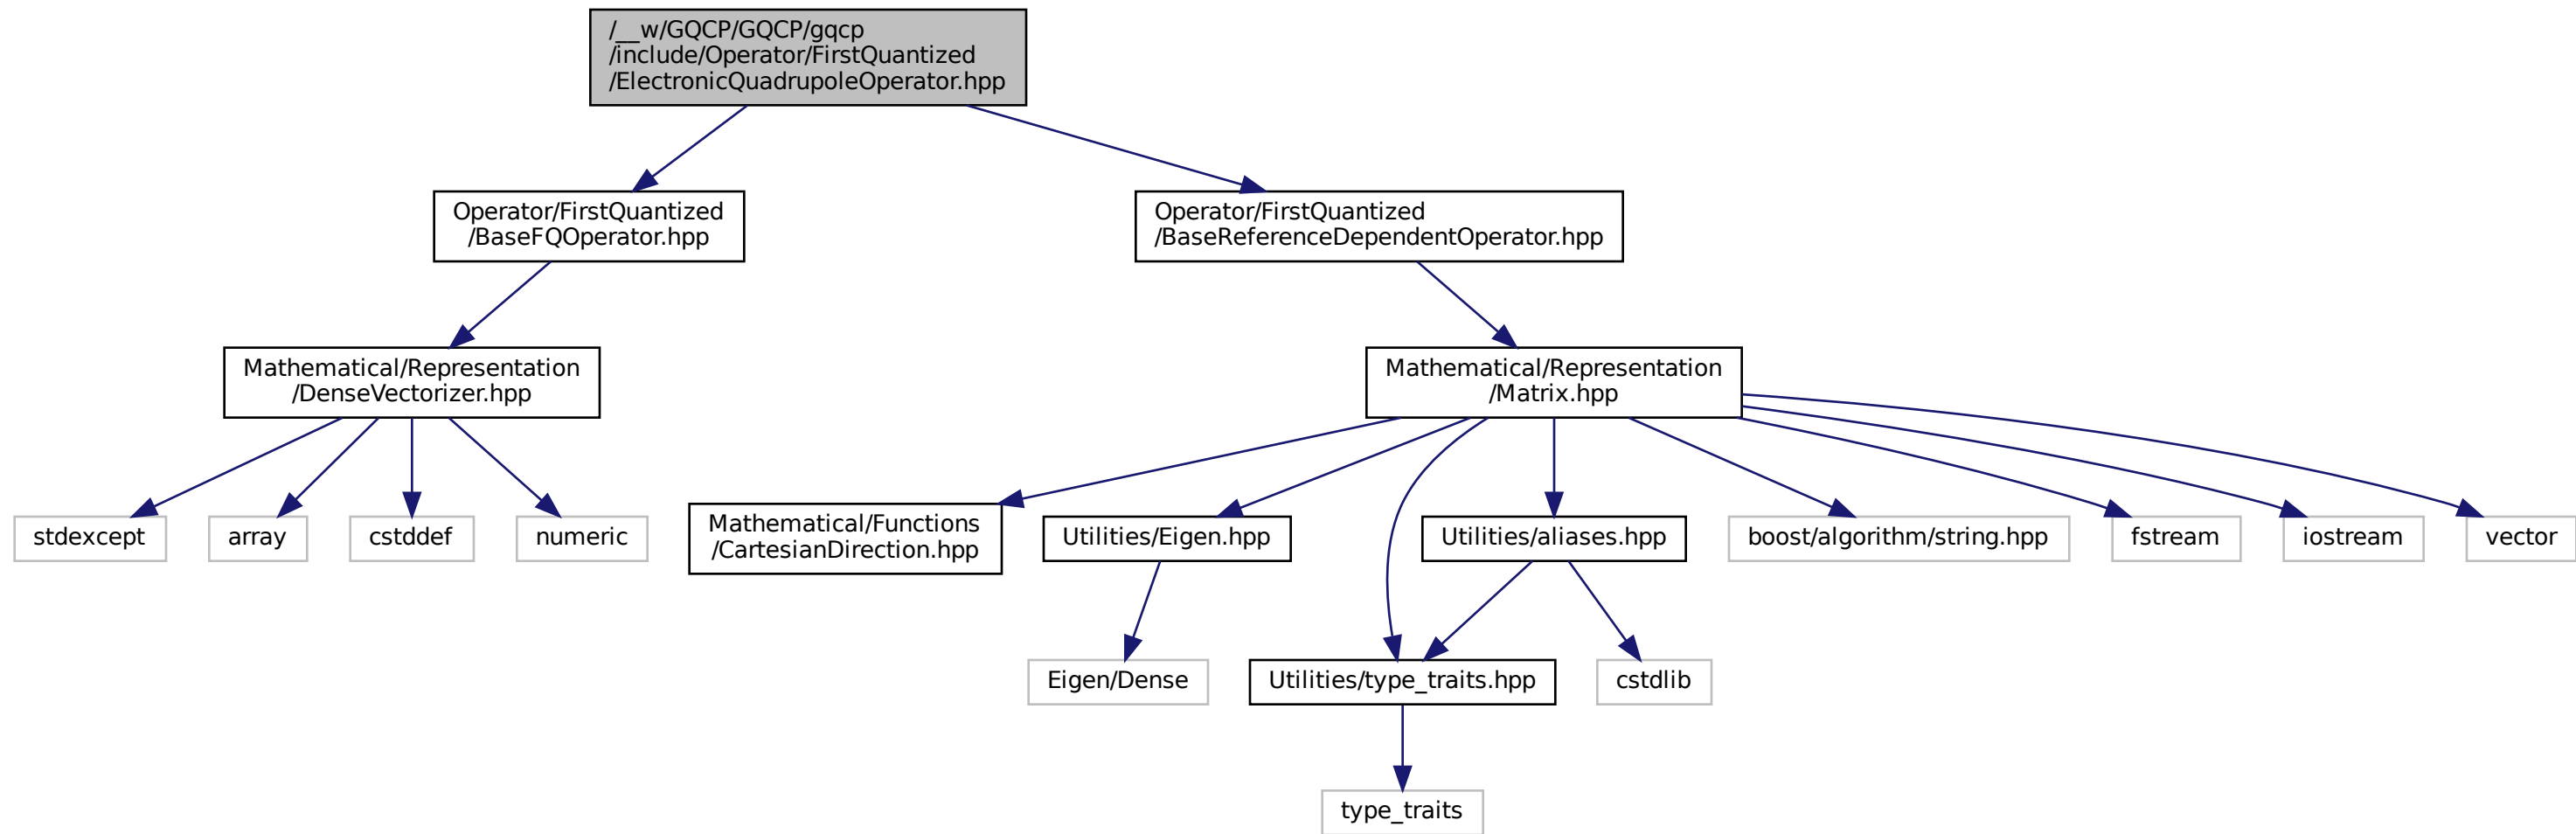 /__w/GQCP/GQCP/gqcp
/include/Operator/FirstQuantized
/ElectronicQuadrupoleOperator.hpp
Operator/FirstQuantized
/BaseFQOperator.hpp
Operator/FirstQuantized
/BaseReferenceDependentOperator.hpp
Mathematical/Representation
/DenseVectorizer.hpp
Mathematical/Representation
/Matrix.hpp
stdexcept
array
cstddef
numeric
Mathematical/Functions
/CartesianDirection.hpp
Utilities/Eigen.hpp
Utilities/aliases.hpp
boost/algorithm/string.hpp
fstream
iostream
vector
Eigen/Dense
Utilities/type_traits.hpp
cstdlib
type_traits